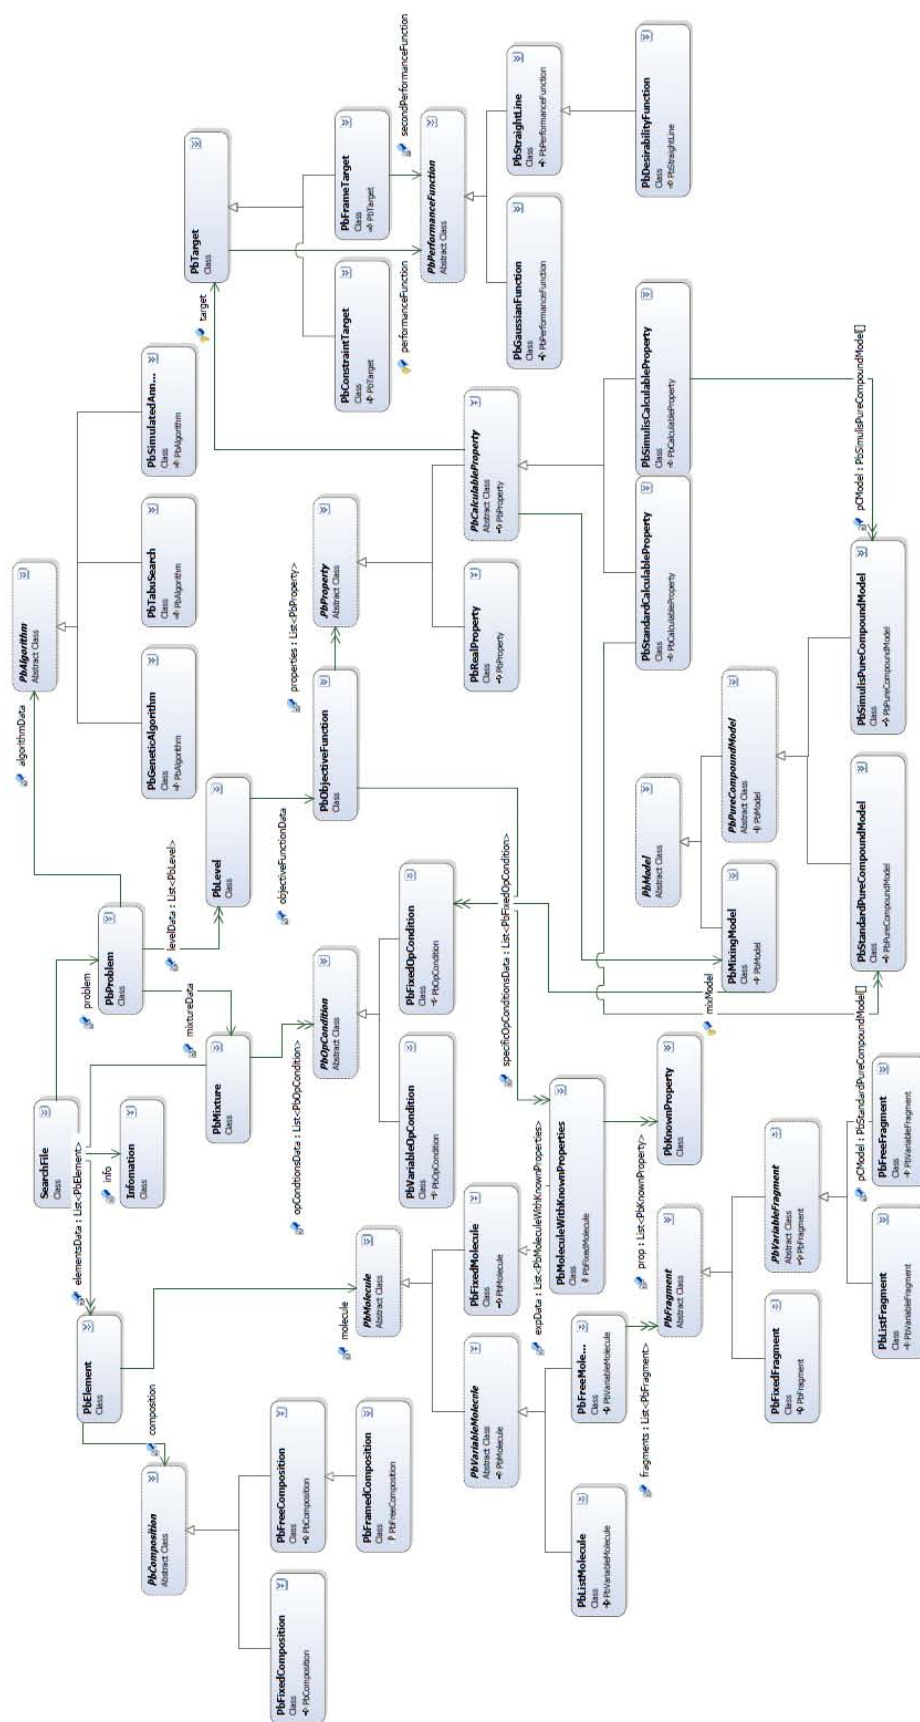 SearchFile
Class
problem
info
Infomation
Class
PbProblem
Class
algorithmData
levelData : List<PbLevel>
mixtureData
elementsData : List<PbElement>
PbElement
Class
composition
molecule
PbComposition
Abstract Class
PbFixedComposition
Class
PbComposition
PbFreeComposition
Class
PbComposition
PbFramedComposition
Class
PbFreeComposition
PbMixture
Class
opCondtionsData : List<PbOpCondition>
PbLevel
Class
objectiveFunctionData
PbAlgorithm
Abstract Class
PbGeneticAlgorithm
Class
PbAlgorithm
PbTabuSearch
Class
PbAlgorithm
PbSimulatedAnn...
Class
PbAlgorithm
PbTarget
Class
target
PbConstraintTarget
Class
PbTarget
PbFrameTarget
Class
PbTarget
performanceFunction
secondPerformanceFunction
PbPerformanceFunction
Abstract Class
PbGaussianFunction
Class
PbPerformanceFunction
PbStraightLine
Class
PbPerformanceFunction
PbDesirabilityFunction
Class
PbStraightLine
PbObjectiveFunction
Class
properties : List<PbProperty>
specificOpConditionsData : List<PbFixedOpCondition>
PbProperty
Abstract Class
PbRealProperty
Class
PbProperty
PbCalculableProperty
Abstract Class
PbProperty
PbStandardCalculableProperty
Class
PbCalculableProperty
PbSimulisCalculableProperty
Class
PbCalculableProperty
pCModel : PbSimulisPureCompoundModel[]
PbOpCondition
Abstract Class
PbVariableOpCondition
Class
PbOpCondition
PbFixedOpCondition
Class
PbOpCondition
PbMolecule
Abstract Class
PbVariableMolecule
Abstract Class
PbMolecule
PbFixedMolecule
Class
PbMolecule
expData : List<PbMoleculeWithKnownProperties>
PbListMolecule
Class
PbVariableMolecule
PbFreeMole...
Class
PbVariableMolecule
PbMoleculeWithKnownProperties
Class
PbFixedMolecule
fragments : List<PbFragment>
prop : List<PbKnownProperty>
PbKnownProperty
Class
PbFragment
Abstract Class
PbFixedFragment
Class
PbFragment
PbVariableFragment
Abstract Class
PbFragment
PbListFragment
Class
PbVariableFragment
PbFreeFragment
Class
PbVariableFragment
mixModel
PbModel
Abstract Class
PbMixingModel
Class
PbModel
PbPureCompoundModel
Abstract Class
PbModel
PbStandardPureCompoundModel
Class
PbPureCompoundModel
PbSimulisPureCompoundModel
Class
PbPureCompoundModel
pCModel : PbStandardPureCompoundModel[]